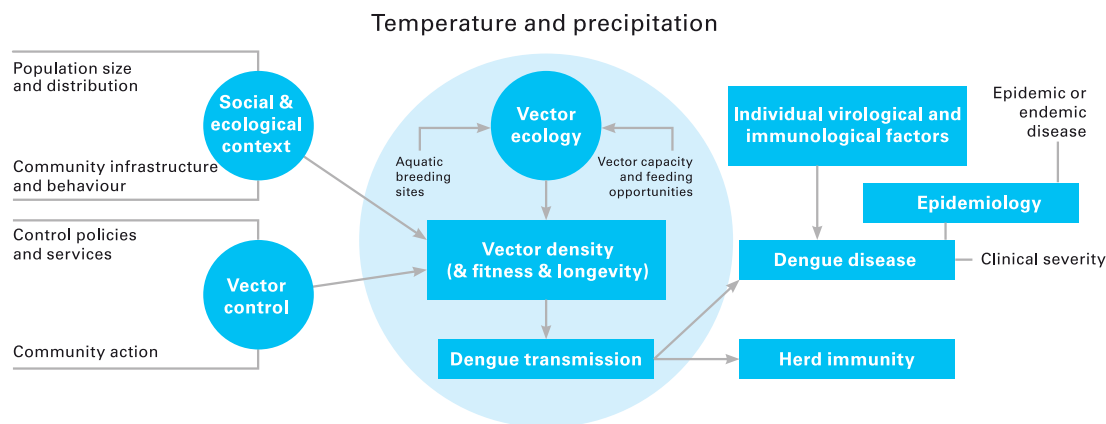 Temperature and precipitation
Population size
and distribution
Social &
ecological
context
Community infrastructure
and behaviour
Control policies
and services
Vector
control
Community action
Vector
ecology
Aquatic
breeding
sites
Vector capacity
and feeding
opportunities
Vector density
(& fitness & longevity)
Dengue transmission
Individual virological and
immunological factors
Epidemic or
endemic
disease
Epidemiology
Dengue disease
Clinical severity
Herd immunity